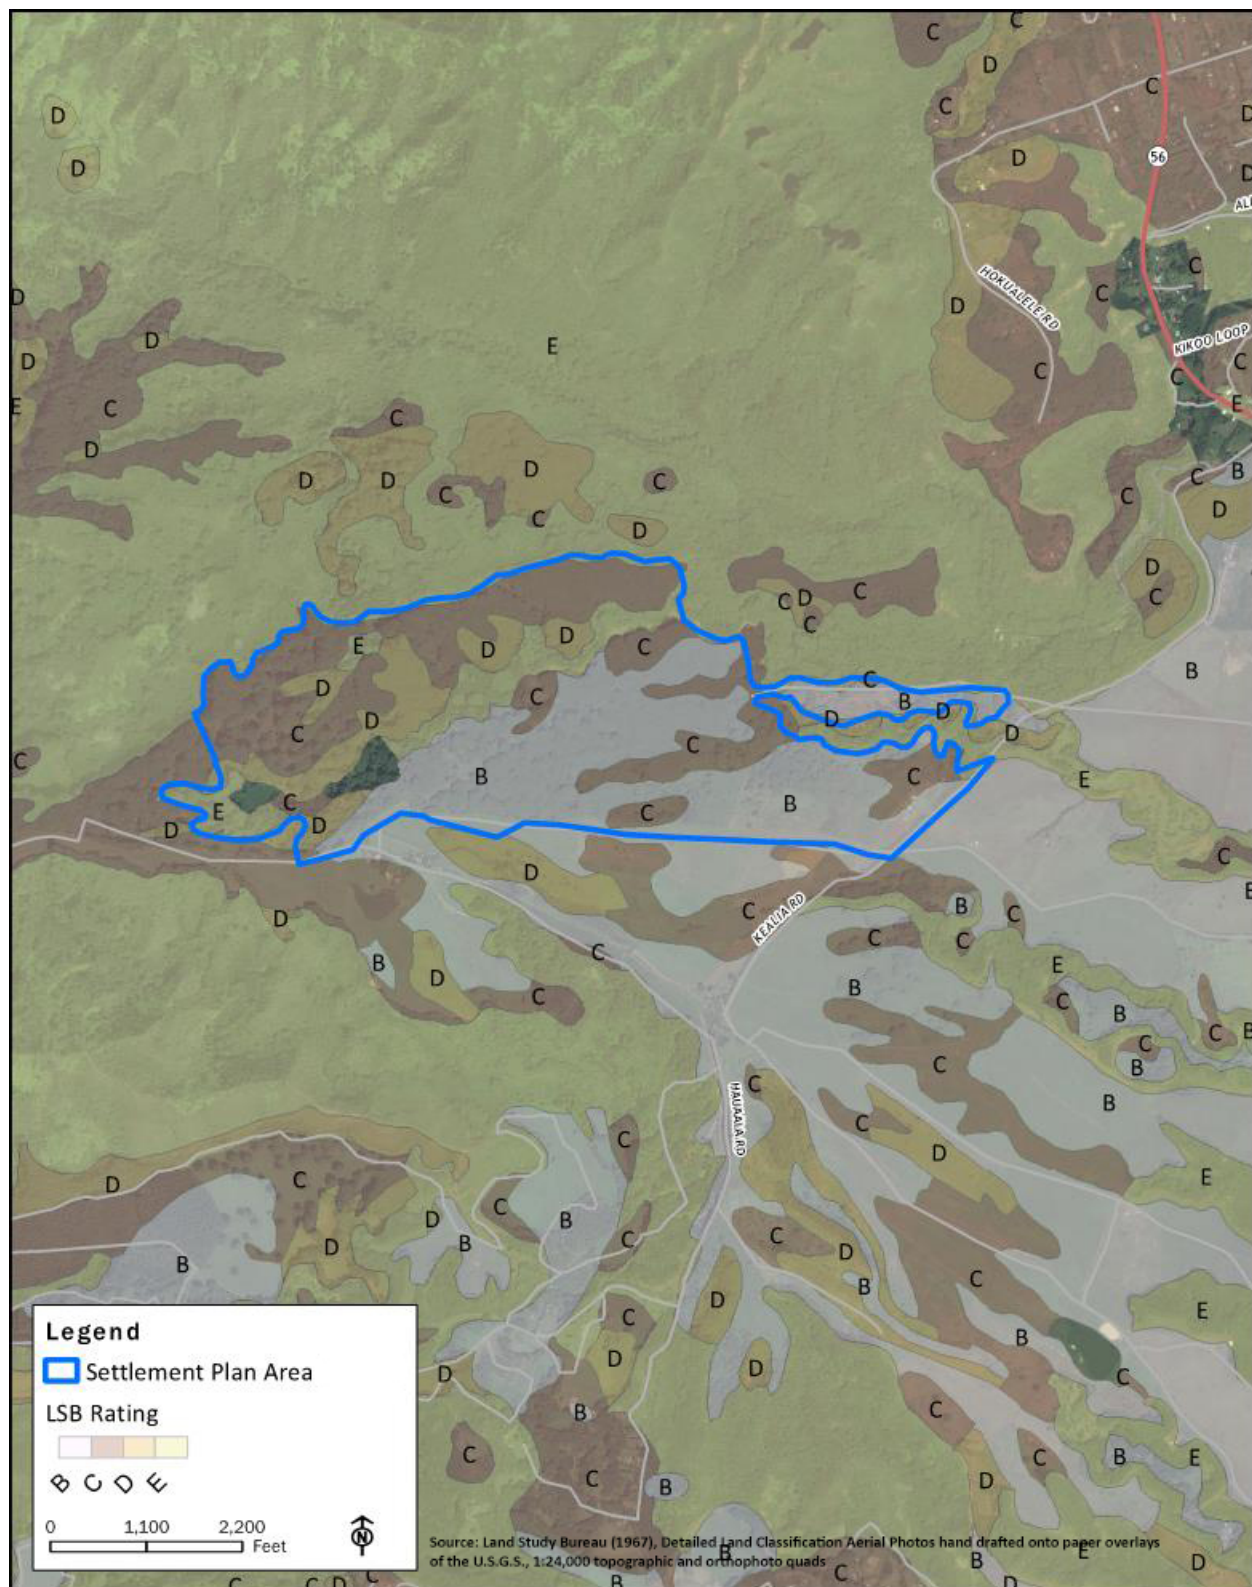 C
C
D
D
C
C
D
56
D
D
D
ALI
C
D
HOKUALELE RD
C
D
C
D
D
E
KIKOO LOOP
C
C
C
E
C
E
C
D
D
D
D
B
C
C
C
D
C
C
D
D
D
C
D
C
C
C
E
D
D
C
B
D
C
C
B
D
D
D
C
D
C
C
B
C
E
E
C
B
C
D
D
C
D
C
E
B
C
C
D
KEALIA RD
C
C
C
B
D
E
B
C
C
B
C
B
C
B
C
C
HAUAALA RD
B
C
C
D
D
C
E
C
D
B
B
C
C
D
D
B
B
C
E
D
B
C
D
D
D
C
B
C
C
C
C
B
B
E
D
Legend
Settlement Plan Area
LSB Rating
B C D E
0 1,100 2,200
Feet
N
Source: Land Study Bureau (1967), Detailed Land Classification Aerial Photos hand drafted onto paper overlays
of the U.S.G.S., 1:24,000 topographic and orthophoto quads
B
C
B
E
D
C
C
D
C
B
D